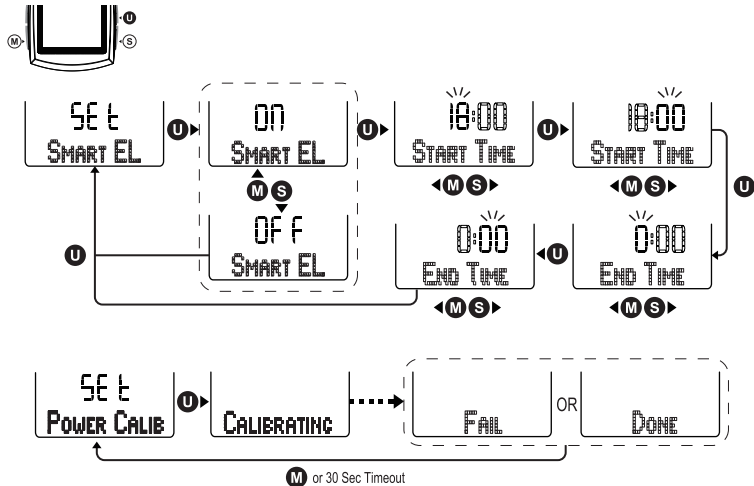 U
M S
SEt ON 18:00 18:00
SMART EL U SMART EL U START TIME U START TIME
M S M S M S U
OFF 0:00 0:00
U SMART EL END TIME U END TIME
M S M S
SEt
POWER CALIB U CALIBRATING FAIL OR DONE
M or 30 Sec Timeout